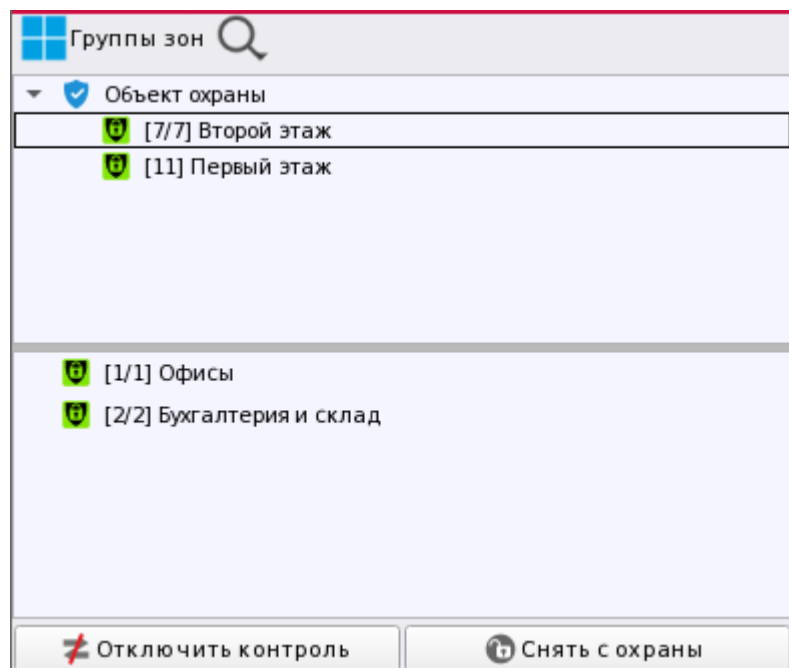 Группы зон
Объект охраны
[7/7] Второй этаж
[11] Первый этаж
[1/1] Офисы
[2/2] Бухгалтерия и склад
Отключить контроль
Снять с охраны